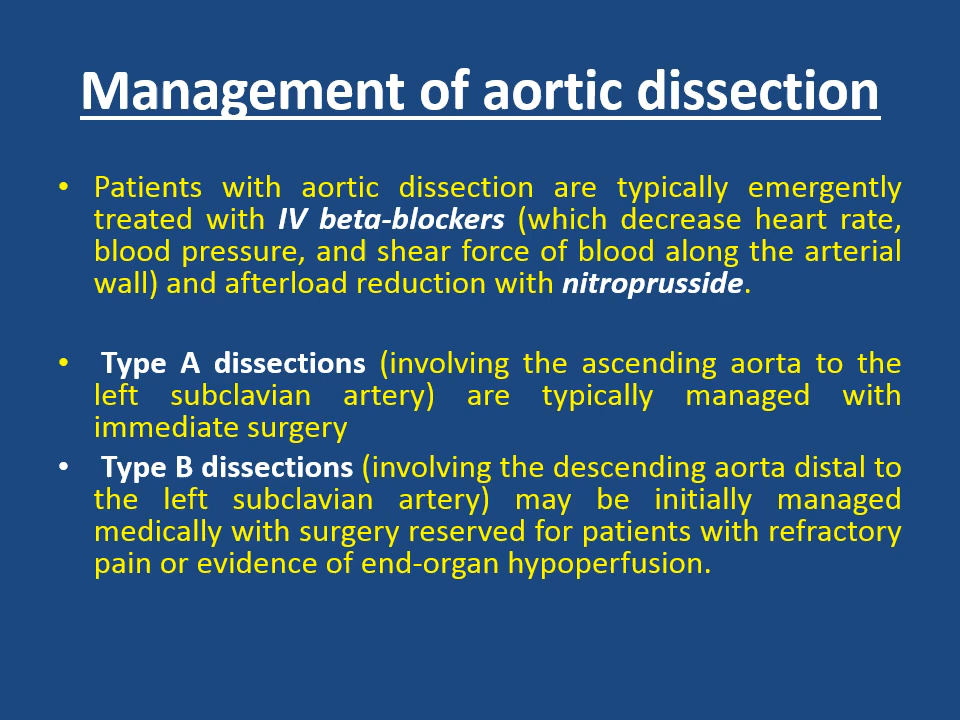 Management of aortic dissection
• Patients with aortic dissection are typically emergently
treated with IV beta-blockers (which decrease heart rate,
blood pressure, and shear force of blood along the arterial
wall) and afterload reduction with nitroprusside.
• Type A dissections (involving the ascending aorta to the
left subclavian artery) are typically managed with
immediate surgery
• Type B dissections (involving the descending aorta distal to
the left subclavian artery) may be initially managed
medically with surgery reserved for patients with refractory
pain or evidence of end-organ hypoperfusion.